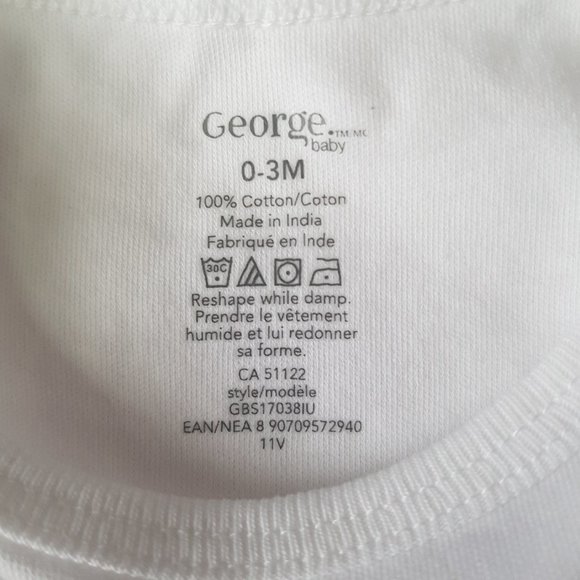 George.™ MC
baby
0-3M
100% Cotton/Coton
Made in India
Fabriqué en Inde
30C
Reshape while damp.
Prendre le vêtement
humide et lui redonner
sa forme.
CA 51122
style/modèle
GBS17038IU
EAN/NEA 8 90709572940
11V